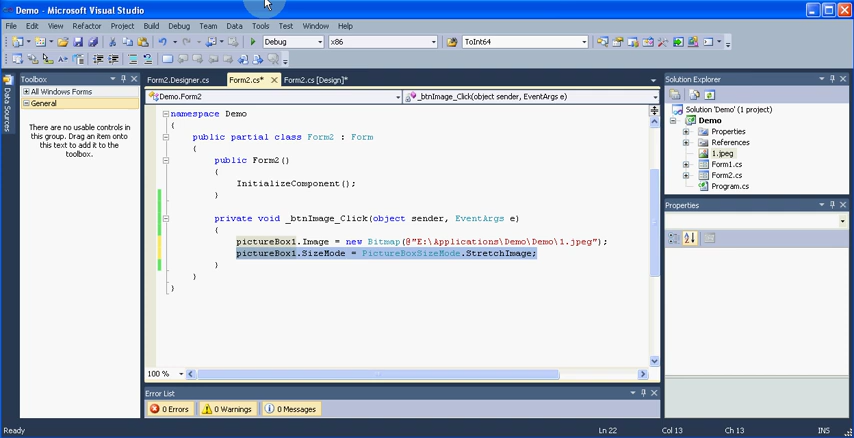 Demo - Microsoft Visual Studio
File Edit View Refactor Project Build Debug Team Data Tools Test Window Help
Debug x86 ToInt64
Toolbox
All Windows Forms
General
There are no usable controls in
this group. Drag an item onto
this text to add it to the
toolbox.
Data Sources
Form2.Designer.cs Form2.cs* Form2.cs [Design]*
Demo.Form2 _btnImage_Click(object sender, EventArgs e)
namespace Demo
{
public partial class Form2 : Form
{
public Form2()
{
InitializeComponent();
}
private void _btnImage_Click(object sender, EventArgs e)
{
pictureBox1.Image = new Bitmap(@"E:\Applications\Demo\Demo\1.jpeg");
pictureBox1.SizeMode = PictureBoxSizeMode.StretchImage;
}
}
}
100 %
Error List
0 Errors 0 Warnings 0 Messages
Solution Explorer
Solution 'Demo' (1 project)
Demo
Properties
References
1.jpeg
Form1.cs
Form2.cs
Program.cs
Properties
Ready Ln 22 Col 13 Ch 13 INS